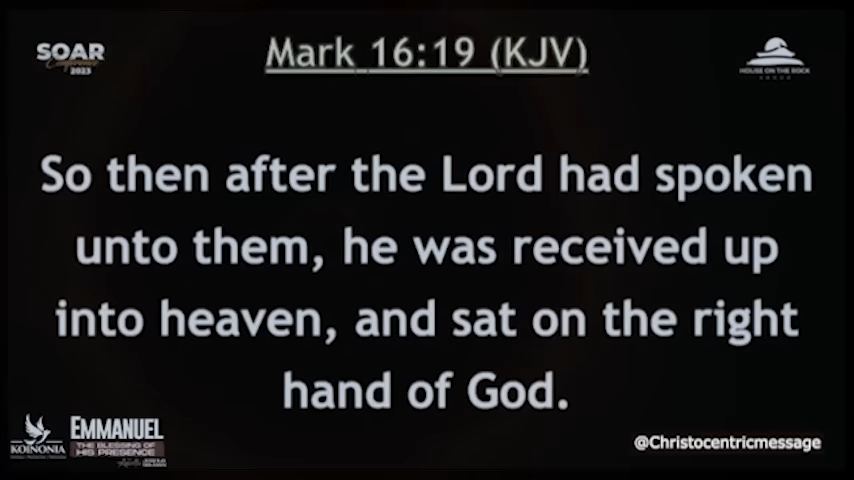 SOAR
Conference
2023
Mark 16:19 (KJV)
HOUSE ON THE ROCK
So then after the Lord had spoken
unto them, he was received up
into heaven, and sat on the right
hand of God.
KOINONIA
EMMANUEL
THE BLESSING OF
HIS PRESENCE
@Christocentricmessage